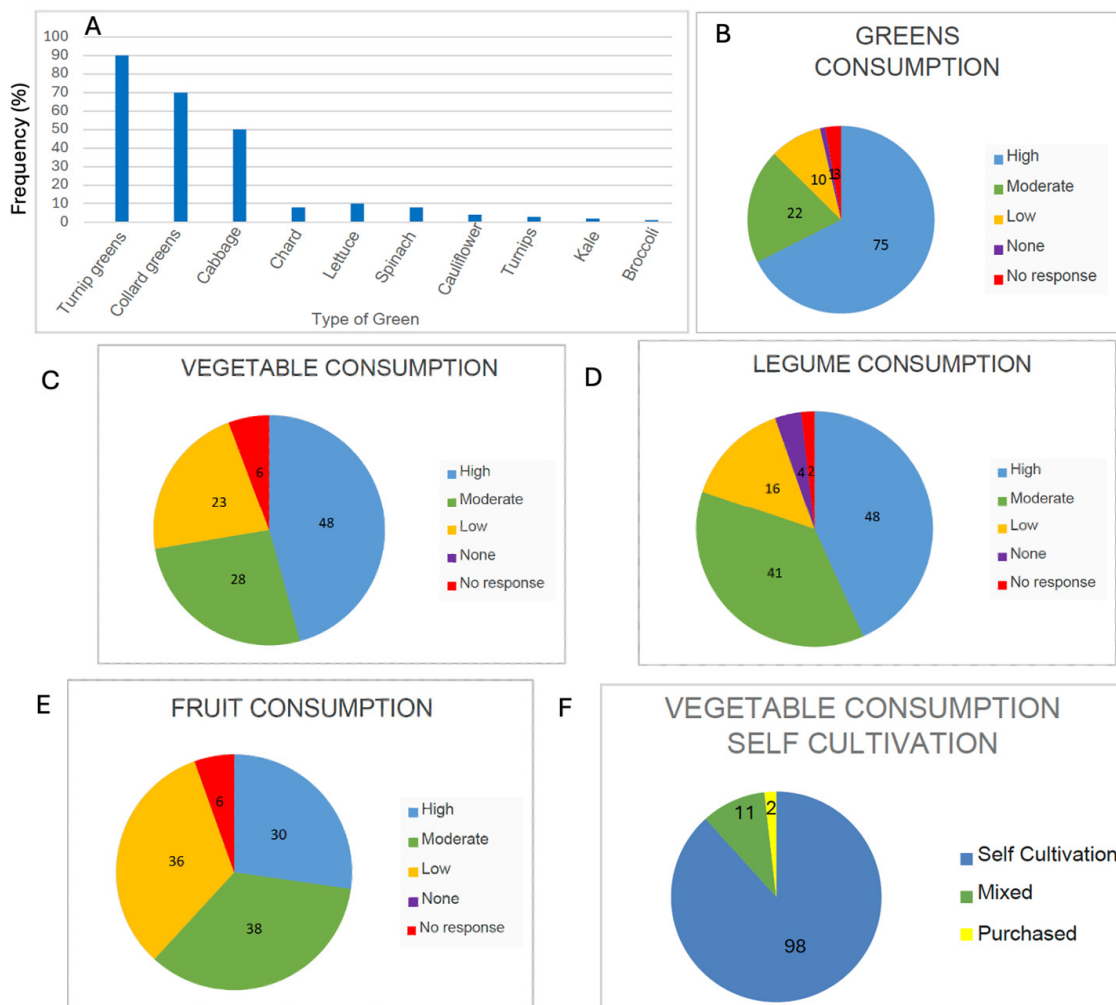 A
Frequency (%)
100
90
80
70
60
50
40
30
20
10
0
Turnip greens
Collard greens
Cabbage
Chard
Lettuce
Spinach
Cauliflower
Turnips
Kale
Broccoli
Type of Green
B
GREENS
CONSUMPTION
75
22
10
1
3
High
Moderate
Low
None
No response
C
VEGETABLE CONSUMPTION
48
28
23
6
High
Moderate
Low
None
No response
D
LEGUME CONSUMPTION
48
41
16
4
2
High
Moderate
Low
None
No response
E
FRUIT CONSUMPTION
30
38
36
6
High
Moderate
Low
None
No response
F
VEGETABLE CONSUMPTION
SELF CULTIVATION
98
11
2
Self Cultivation
Mixed
Purchased